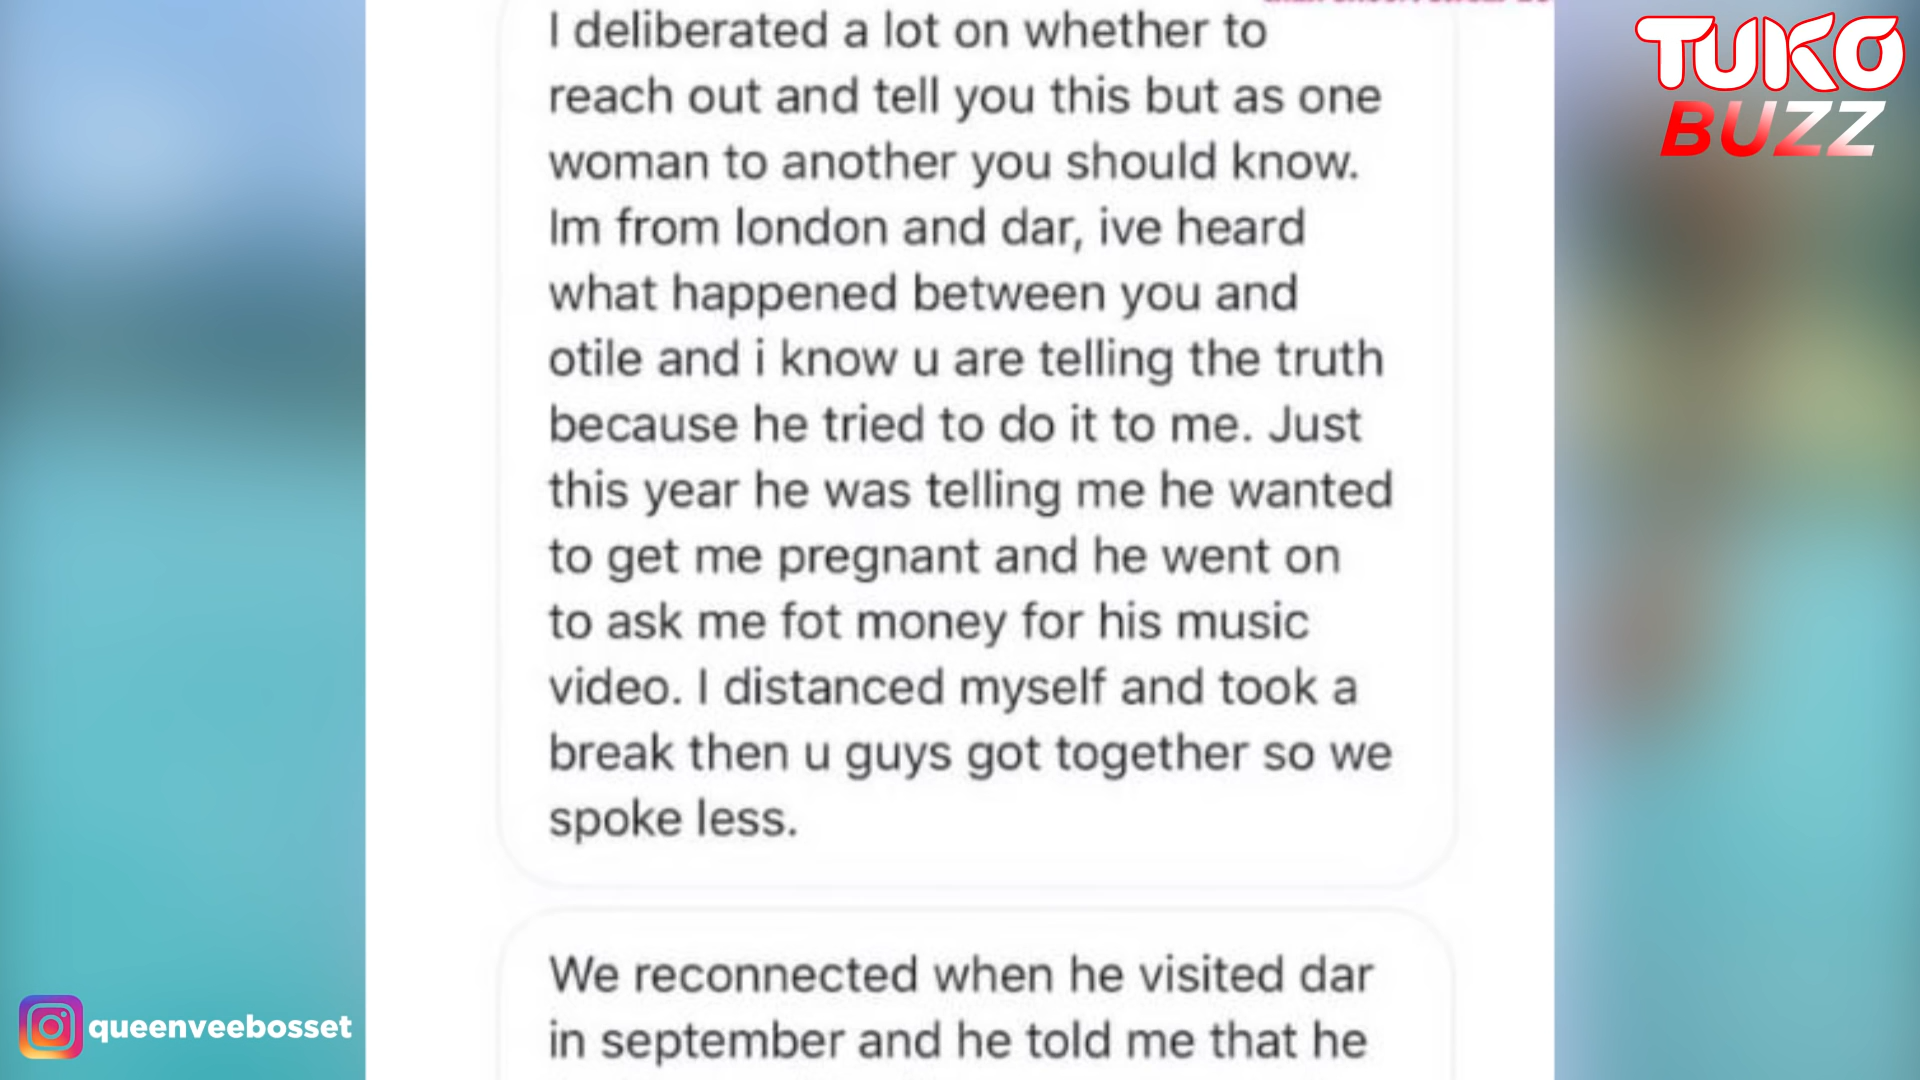 TUKO
BUZZ
I deliberated a lot on whether to
reach out and tell you this but as one
woman to another you should know.
Im from london and dar, ive heard
what happened between you and
otile and i know u are telling the truth
because he tried to do it to me. Just
this year he was telling me he wanted
to get me pregnant and he went on
to ask me fot money for his music
video. I distanced myself and took a
break then u guys got together so we
spoke less.
We reconnected when he visited dar
in september and he told me that he
queenveebosset